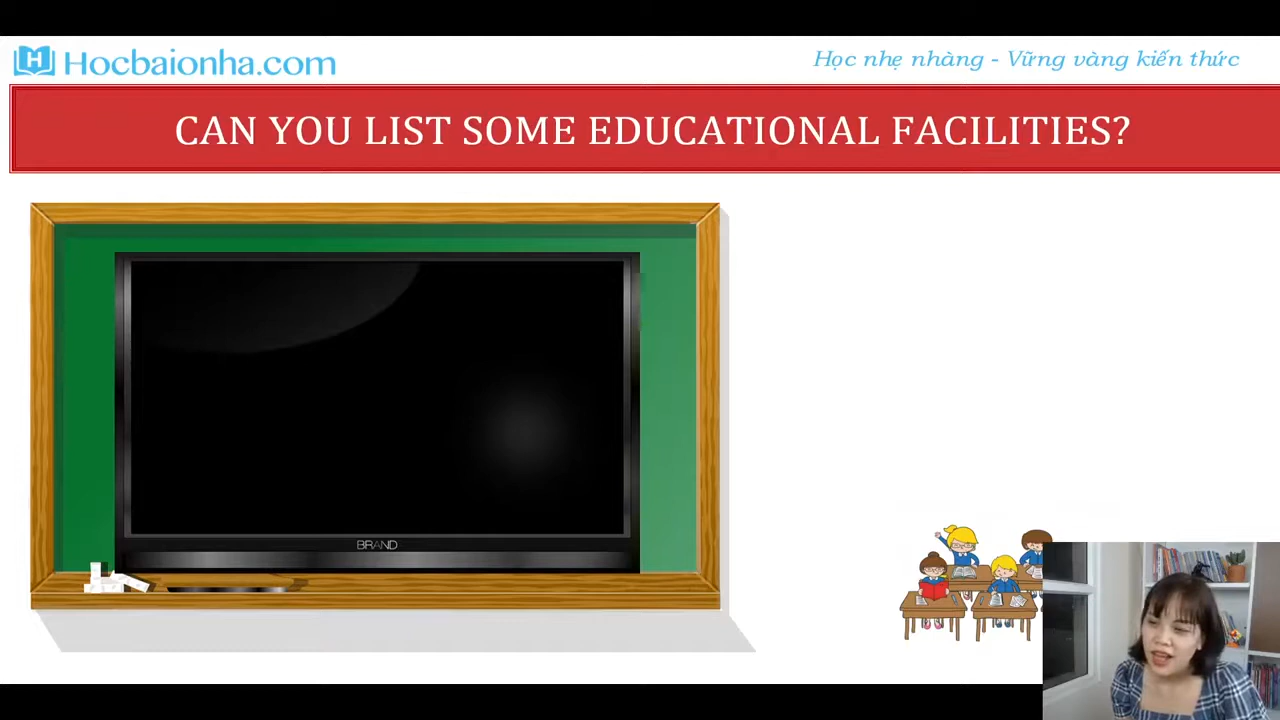 Hocbaionha.com
Học nhẹ nhàng - Vững vàng kiến thức
CAN YOU LIST SOME EDUCATIONAL FACILITIES?
BRAND